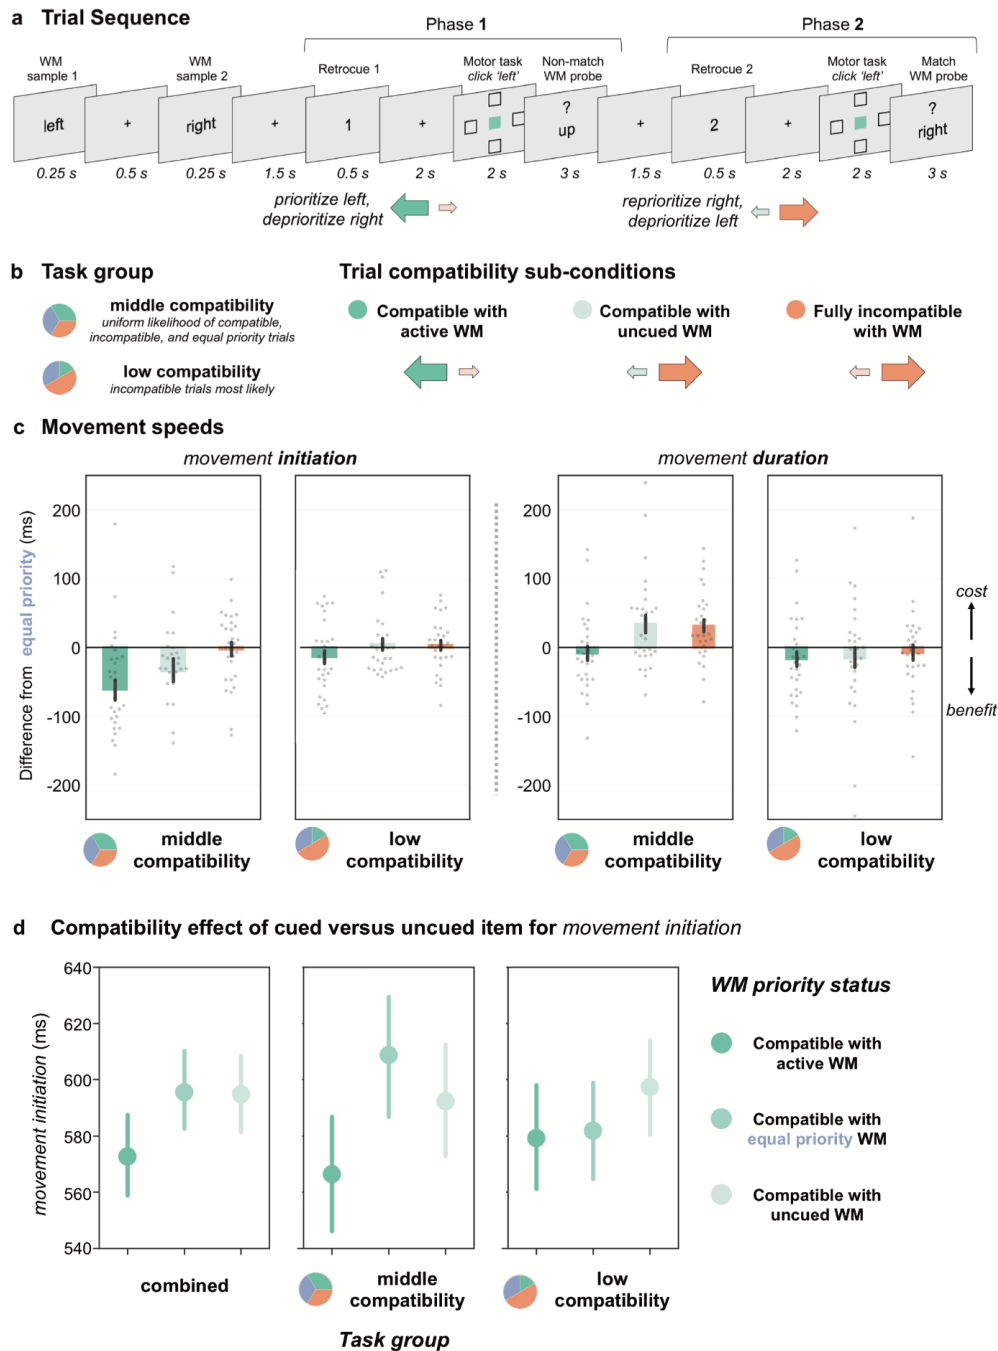 a Trial Sequence
Phase 1
Phase 2
WM
sample 1
WM
sample 2
Retrocue 1
Motor task
click 'left'
Non-match
WM probe
Retrocue 2
Motor task
click 'left'
Match
WM probe
left
+
right
+
1
+
?
up
+
2
+
?
right
0.25 s
0.5 s
0.25 s
1.5 s
0.5 s
2 s
2 s
3 s
1.5 s
0.5 s
2 s
2 s
3 s
prioritize left,
deprioritize right
reprioritize right,
deprioritize left
b Task group
middle compatibility
uniform likelihood of compatible,
incompatible, and equal priority trials
low compatibility
incompatible trials most likely
Trial compatibility sub-conditions
Compatible with
active WM
Compatible with
uncued WM
Fully incompatible
with WM
c Movement speeds
movement initiation
movement duration
Difference from equal priority (ms)
200
100
0
-100
-200
200
100
0
-100
-200
cost
benefit
middle
compatibility
low
compatibility
middle
compatibility
low
compatibility
d Compatibility effect of cued versus uncued item for movement initiation
movement initiation (ms)
640
620
600
580
560
540
combined
middle
compatibility
low
compatibility
Task group
WM priority status
Compatible with
active WM
Compatible with
equal priority WM
Compatible with
uncued WM